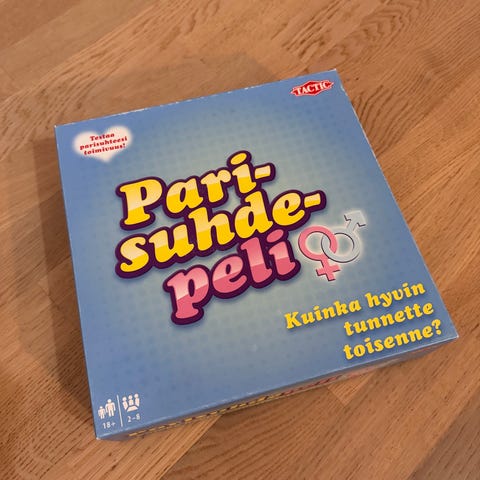 TACTIC
Testaa
parisuhteesi
toimivuus!
Pari-
suhde-
peli
Kuinka hyvin
tunnette
toisenne?
18+
2-8